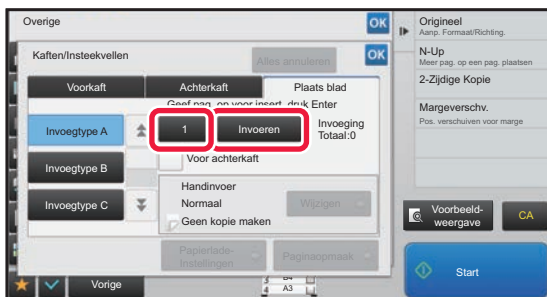 Overige
OK
Kaften/Insteekvellen
Alles annuleren
OK
Voorkaft
Achterkaft
Plaats blad
Geef pag. op voor insert, druk Enter
Invoegtype A
1
Invoeren
Invoeging
Totaal:0
Voor achterkaft
Invoegtype B
Handinvoer
Normaal
Wijzigen
Invoegtype C
Geen kopie maken
Papierlade-
Instellingen
Paginaopmaak
Vorige
B4
A3
4
Origineel
Aanp. Formaat/Richting.
N-Up
Meer pag. op een pag. plaatsen
2-Zijdige Kopie
Margeverschv.
Pos. verschuiven voor marge
Voorbeeld-
weergave
CA
Start